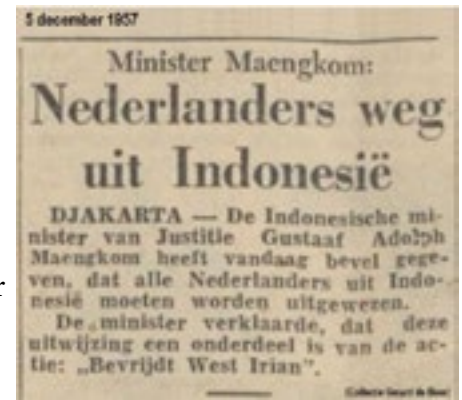 5 december 1957
Minister Maengkom:
Nederlanders weg
uit Indonesië
DJAKARTA — De Indonesische mi-
nister van Justitie Gustaaf Adolph
Maengkom heeft vandaag bevel gege-
ven, dat alle Nederlanders uit Indo-
r
nesië moeten worden uitgewezen.
De minister verklaarde, dat deze
uitwijzing een onderdeel is van de ac-
tie: „Bevrijdt West Irian".
(Collectie Geart de Boer)